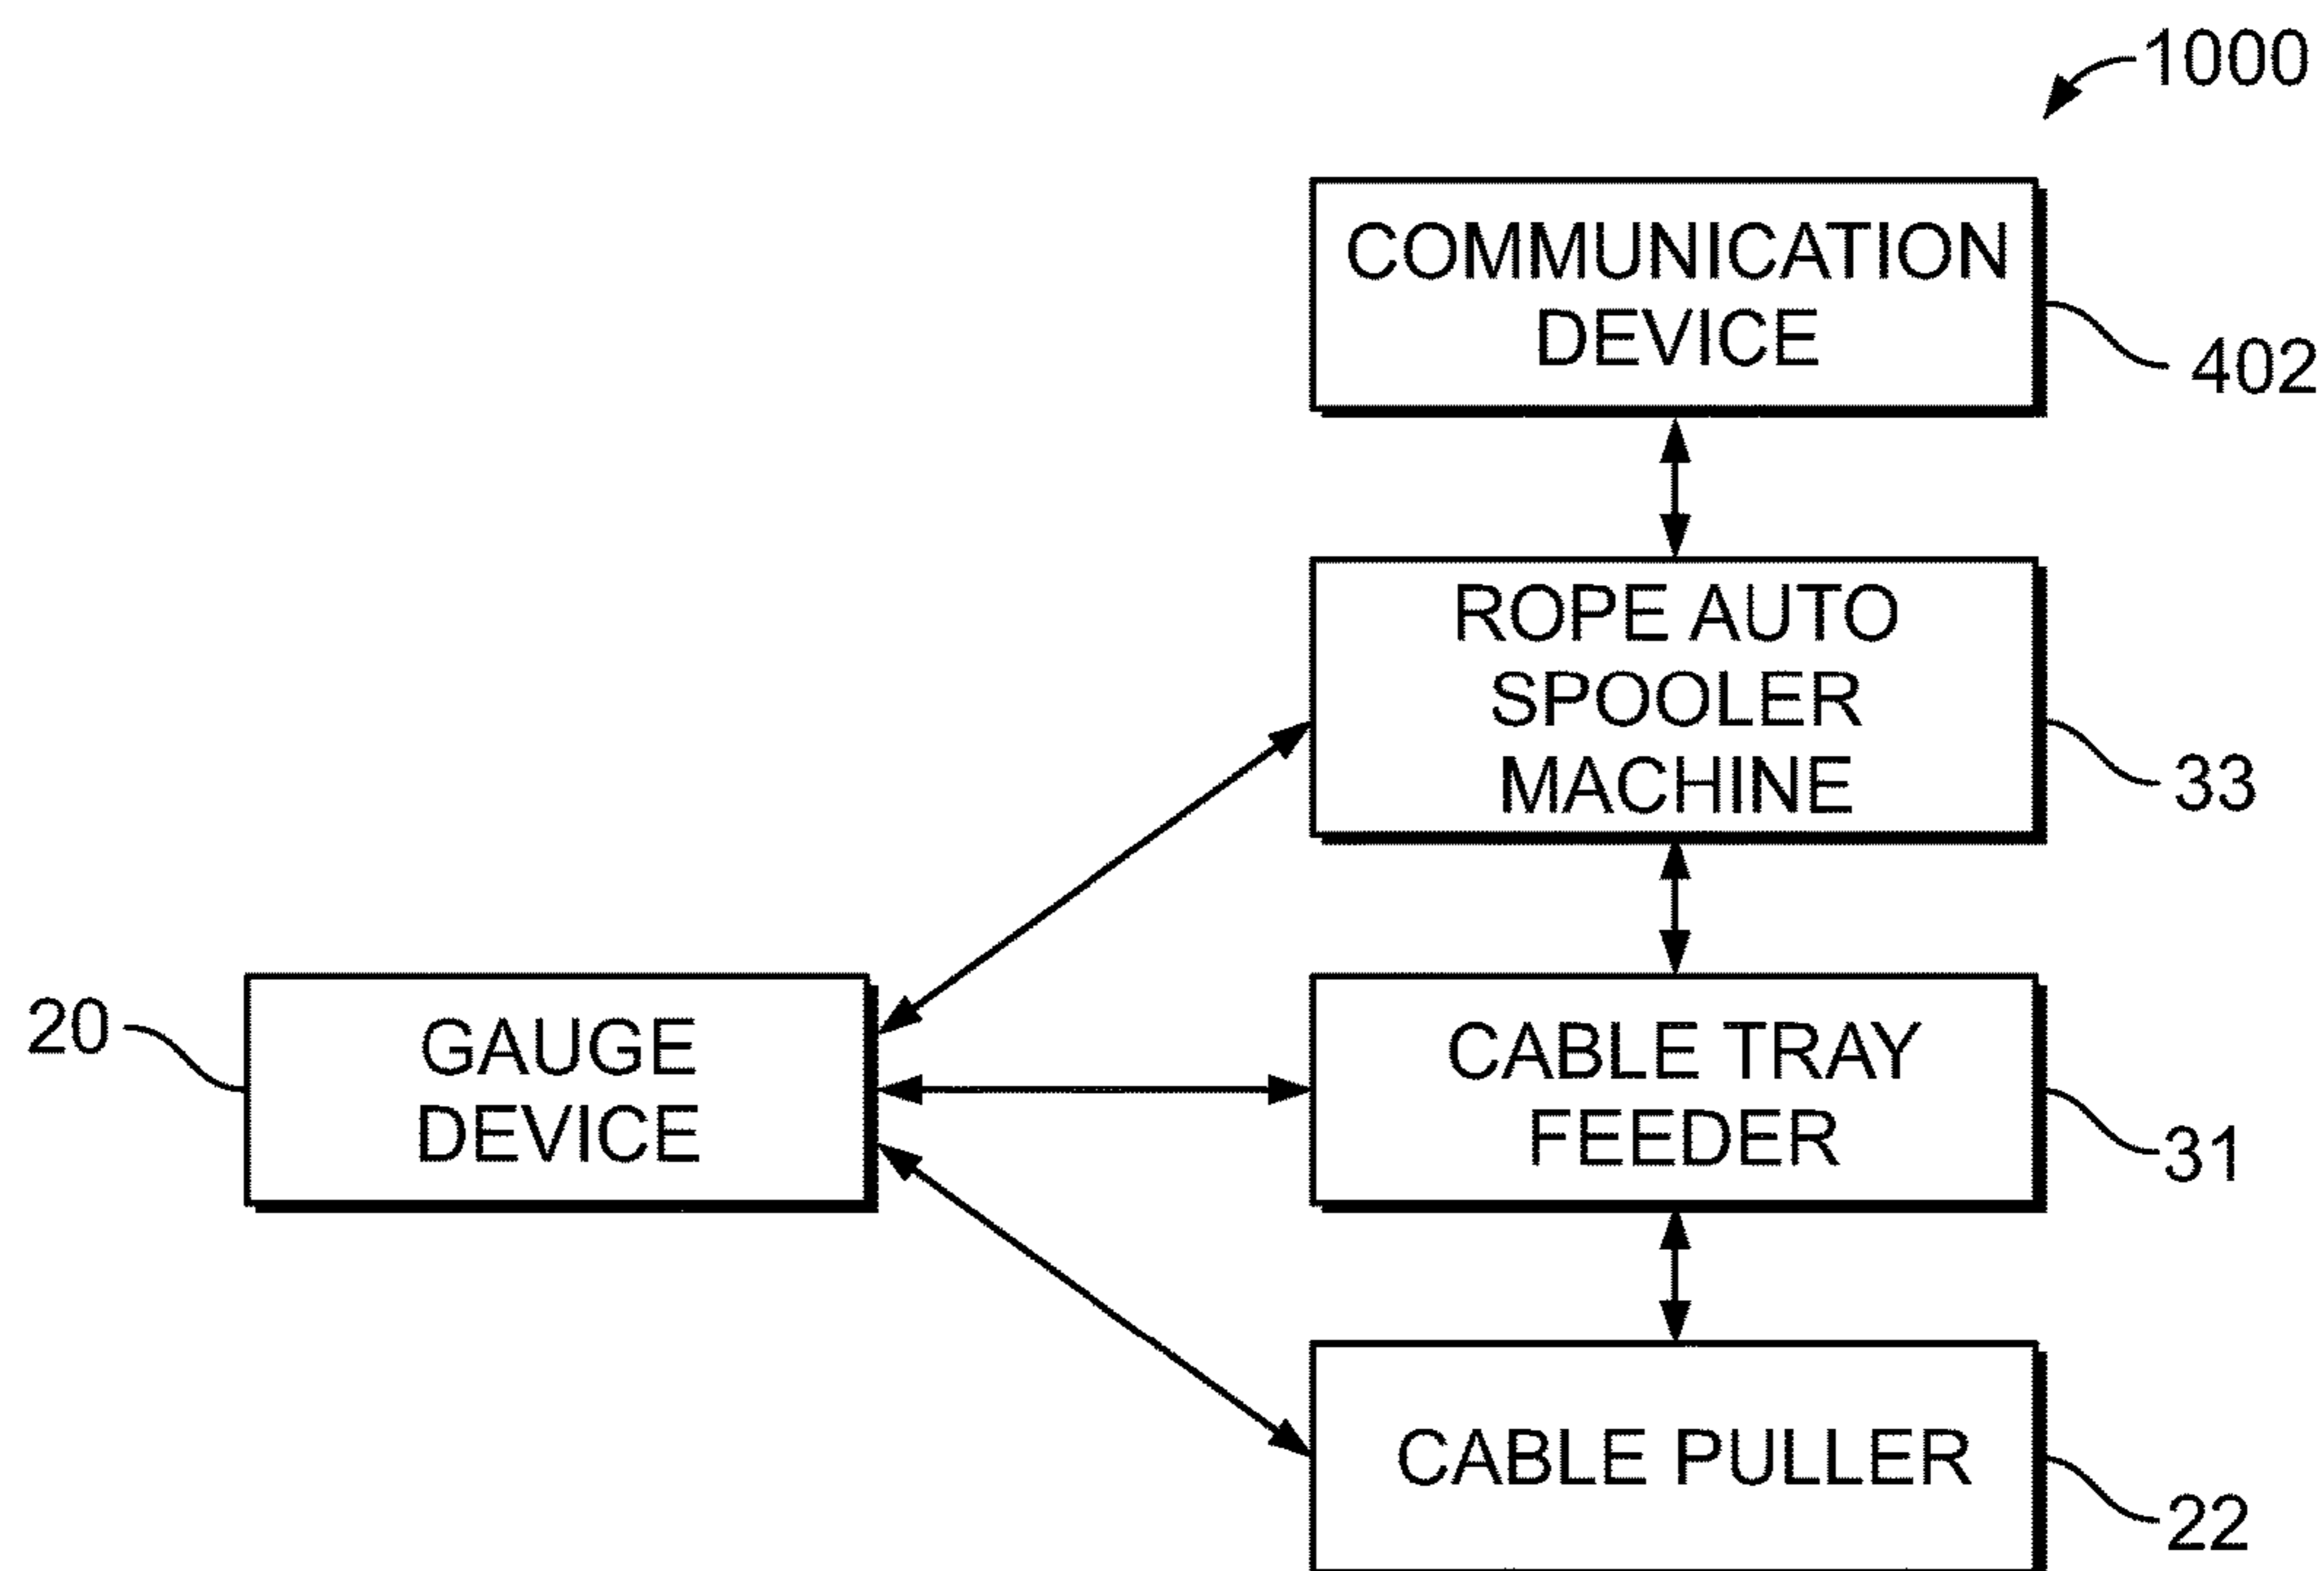 1000
COMMUNICATION
DEVICE
402
ROPE AUTO
SPOOLER
MACHINE
33
20
GAUGE
DEVICE
CABLE TRAY
FEEDER
31
CABLE PULLER
22